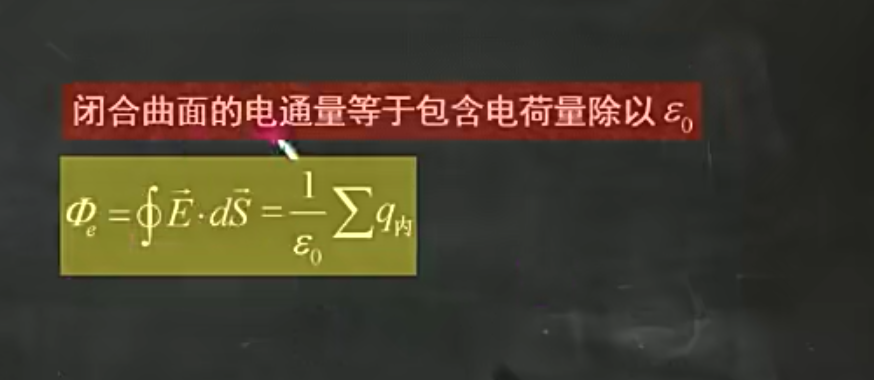 闭合曲面的电通量等于包含电荷量除以 ε₀
Φₑ = ∮ E⃗ · dS⃗ = 1/ε₀ ∑ q内